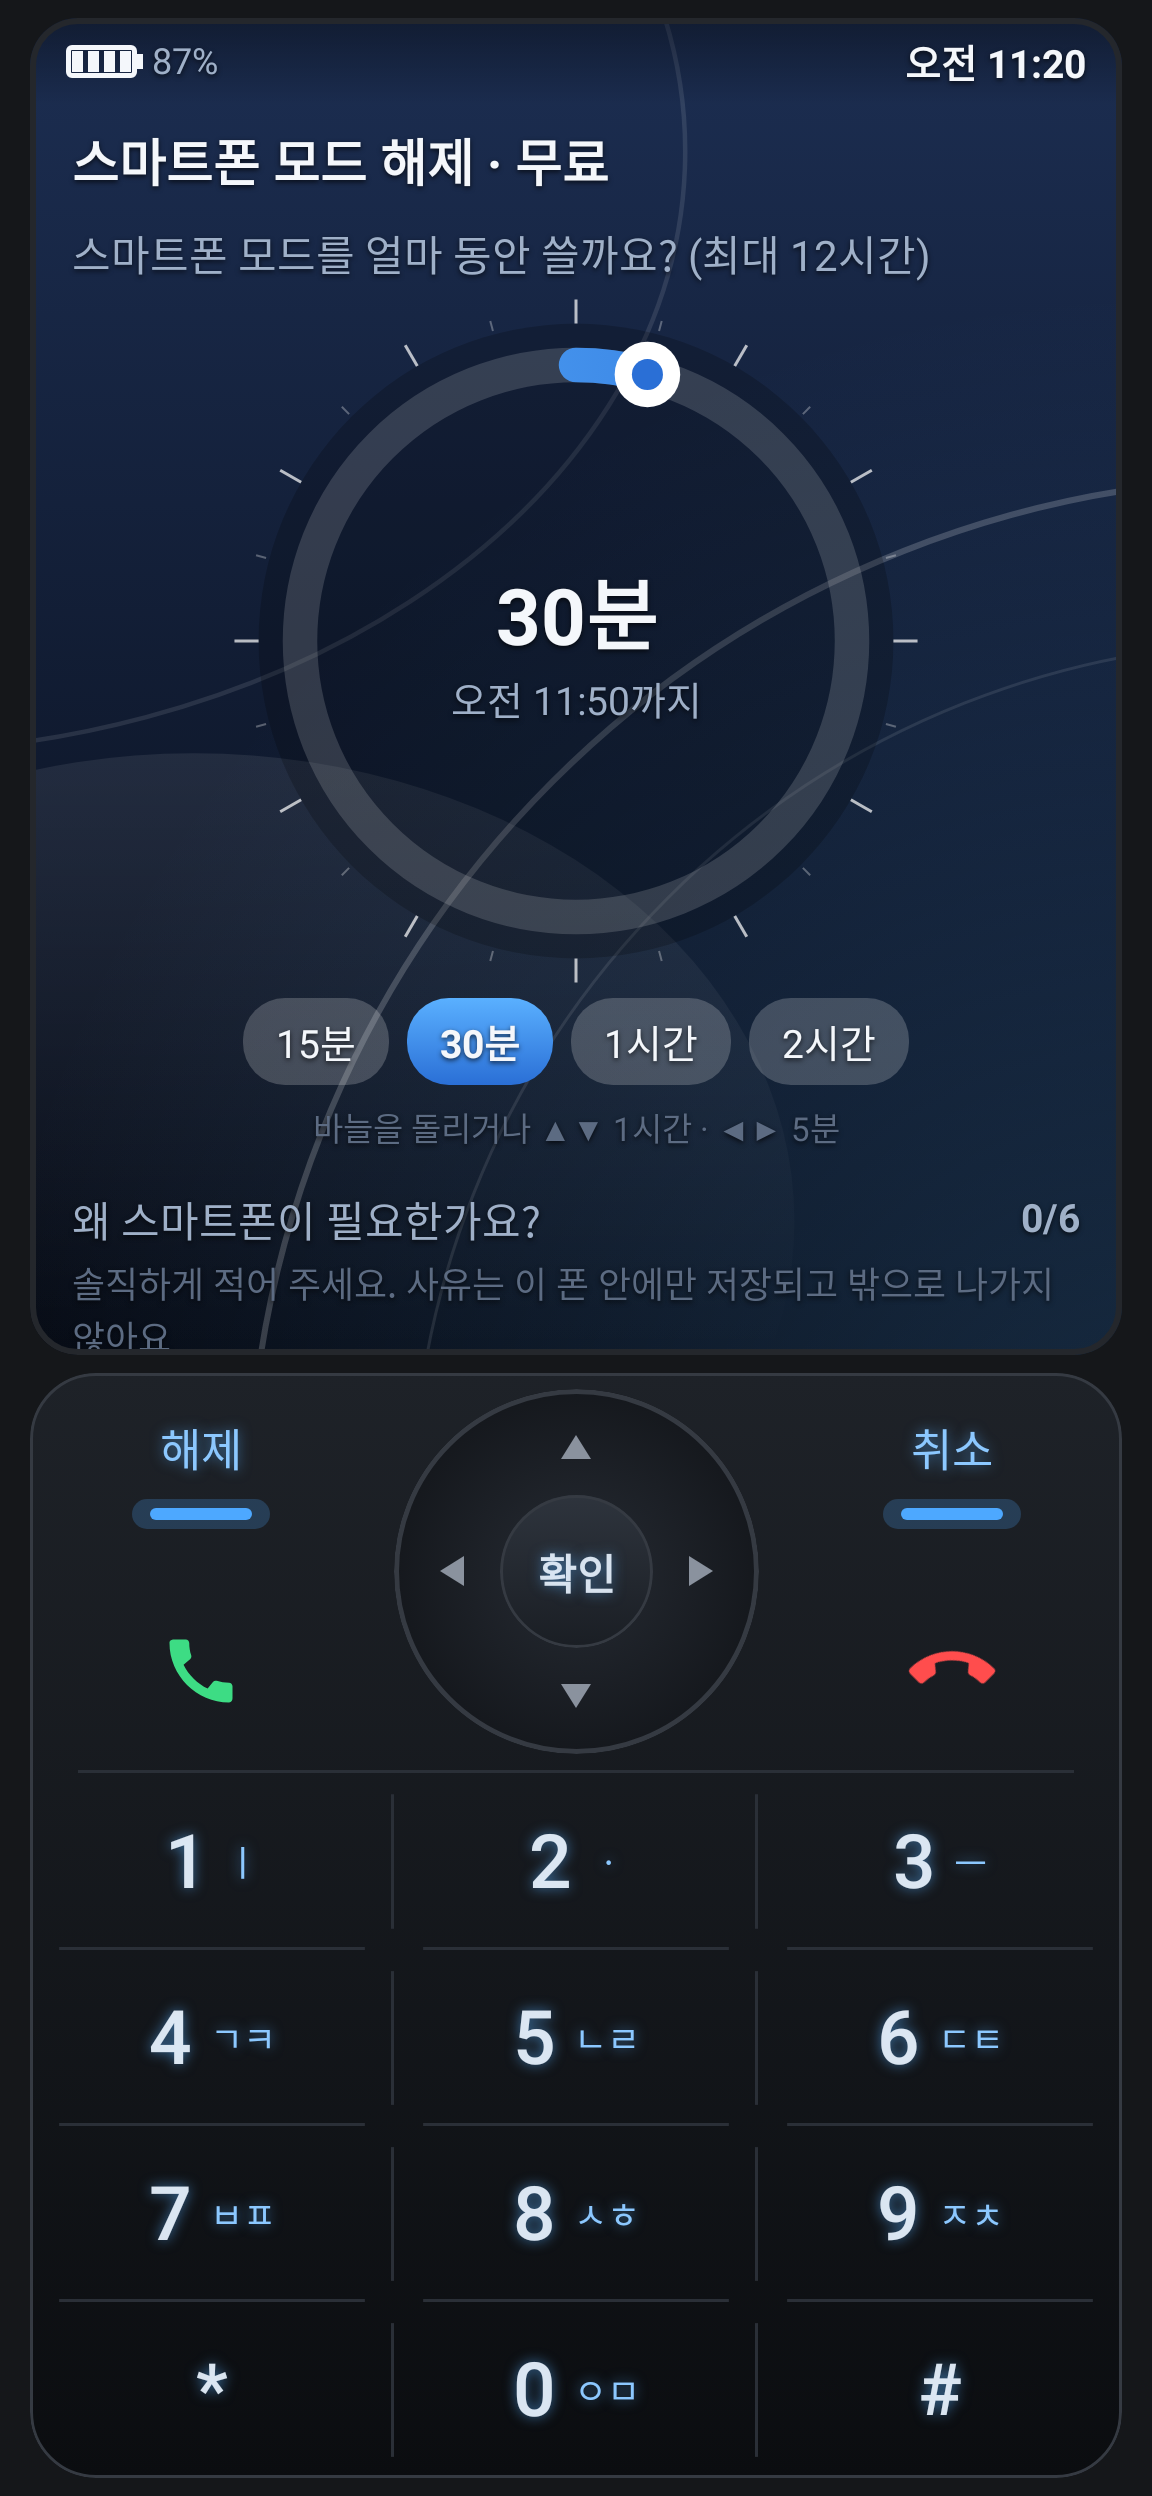 87%
오전 11:20
스마트폰 모드 해제 · 무료
스마트폰 모드를 얼마 동안 쓸까요? (최대 12시간)
30분
오전 11:50까지
15분 30분 1시간 2시간
바늘을 돌리거나 ▲▼ 1시간 · ◀▶ 5분
왜 스마트폰이 필요한가요?
0/6
솔직하게 적어 주세요. 사유는 이 폰 안에만 저장되고 밖으로 나가지
않아요
해제
취소
확인
1 ㅣ
2 ·
3 ㅡ
4 ㄱㅋ
5 ㄴㄹ
6 ㄷㅌ
7 ㅂㅍ
8 ㅅㅎ
9 ㅈㅊ
*
0 ㅇㅁ
#